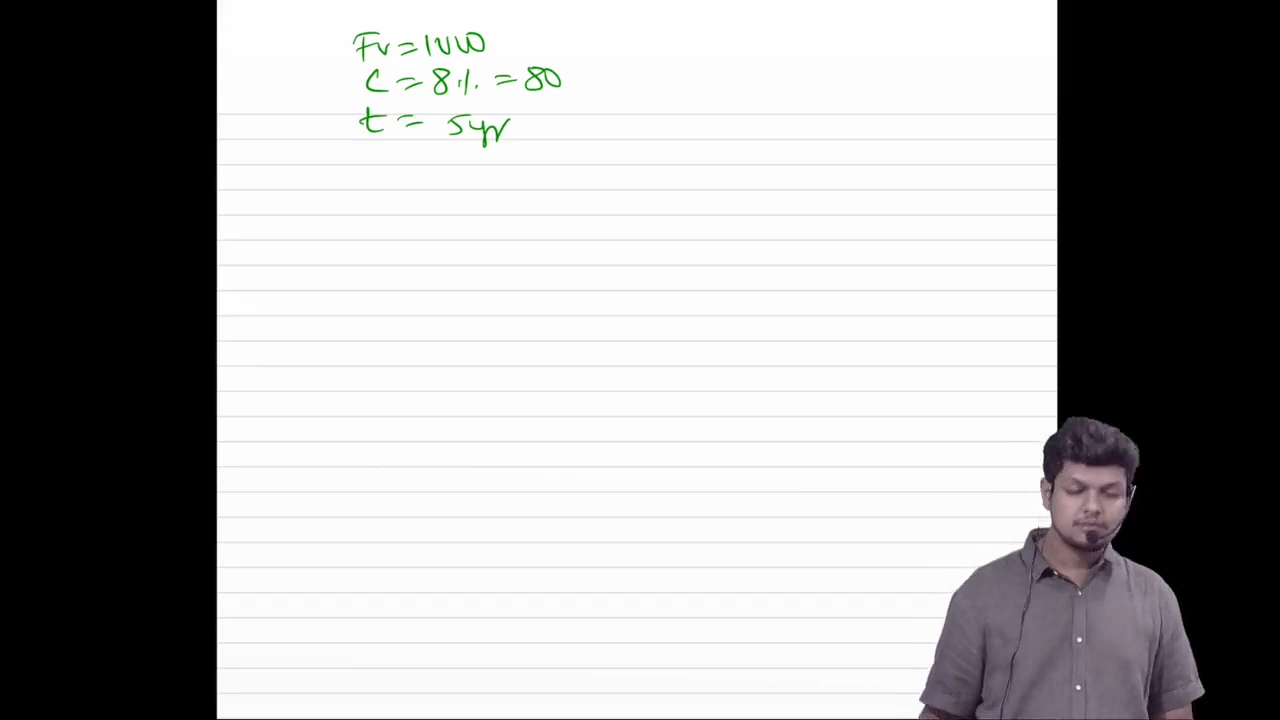 Fv = 1000
C = 8% = 80
t = 5yr